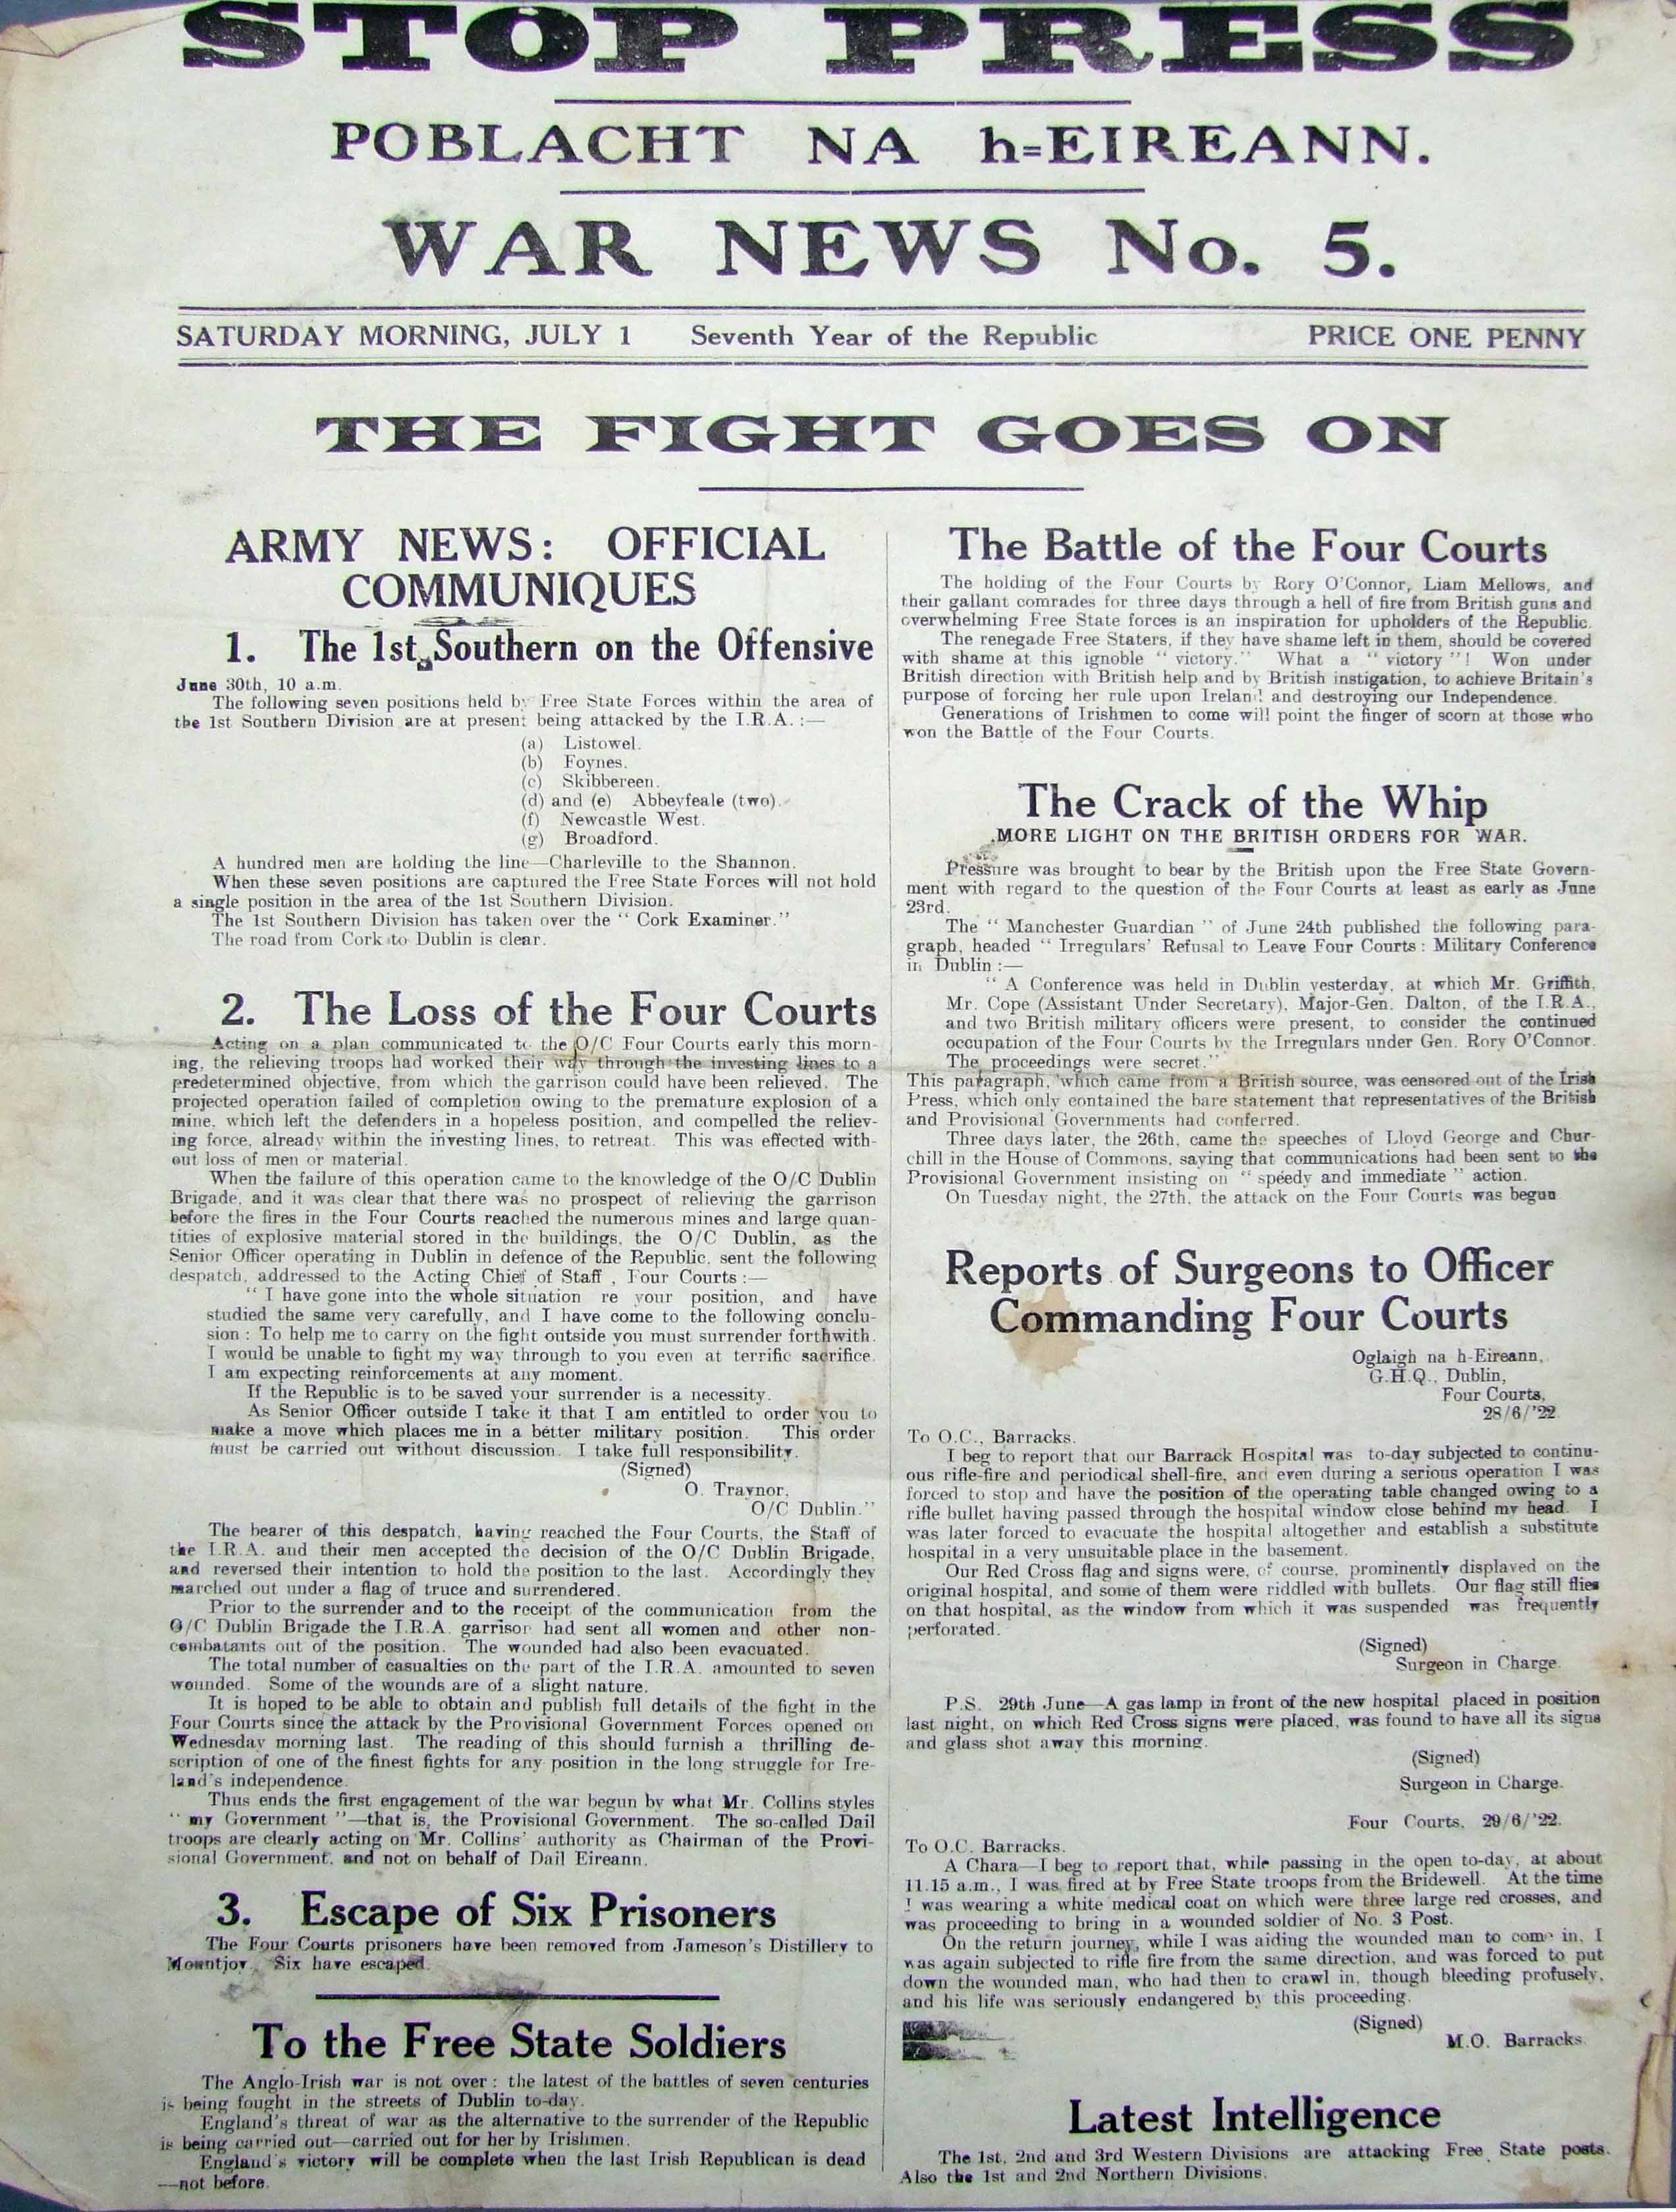 STOP PRESS
POBLACHT NA h=EIREANN.
WAR NEWS No. 5.
SATURDAY MORNING, JULY 1 Seventh Year of the Republic PRICE ONE PENNY
THE FIGHT GOES ON
ARMY NEWS: OFFICIAL
COMMUNIQUES
1. The 1st Southern on the Offensive
June 30th, 10 a.m.
The following seven positions held by Free State Forces within the area of
the 1st Southern Division are at present being attacked by the I.R.A. :—
(a) Listowel.
(b) Foynes.
(c) Skibbereen.
(d) and (e) Abbeyfeale (two).
(f) Newcastle West.
(g) Broadford.
A hundred men are holding the line—Charleville to the Shannon.
When these seven positions are captured the Free State Forces will not hold
a single position in the area of the 1st Southern Division.
The 1st Southern Division has taken over the " Cork Examiner."
The road from Cork to Dublin is clear.
2. The Loss of the Four Courts
Acting on a plan communicated to the O/C Four Courts early this morn-
ing, the relieving troops had worked their way through the investing lines to a
predetermined objective, from which the garrison could have been relieved. The
projected operation failed of completion owing to the premature explosion of a
mine, which left the defenders in a hopeless position, and compelled the reliev-
ing force, already within the investing lines, to retreat. This was effected with-
out loss of men or material.
When the failure of this operation came to the knowledge of the O/C Dublin
Brigade, and it was clear that there was no prospect of relieving the garrison
before the fires in the Four Courts reached the numerous mines and large quan-
tities of explosive material stored in the buildings, the O/C Dublin, as the
Senior Officer operating in Dublin in defence of the Republic, sent the following
despatch, addressed to the Acting Chief of Staff , Four Courts :—
" I have gone into the whole situation re your position, and have
studied the same very carefully, and I have come to the following conclu-
sion : To help me to carry on the fight outside you must surrender forthwith.
I would be unable to fight my way through to you even at terrific sacrifice.
I am expecting reinforcements at any moment.
If the Republic is to be saved your surrender is a necessity.
As Senior Officer outside I take it that I am entitled to order you to
make a move which places me in a better military position. This order
must be carried out without discussion. I take full responsibility.
(Signed)
O. Traynor,
O/C Dublin."
The bearer of this despatch, having reached the Four Courts, the Staff of
the I.R.A. and their men accepted the decision of the O/C Dublin Brigade,
and reversed their intention to hold the position to the last. Accordingly they
marched out under a flag of truce and surrendered.
Prior to the surrender and to the receipt of the communication from the
O/C Dublin Brigade the I.R.A. garrison had sent all women and other non-
combatants out of the position. The wounded had also been evacuated.
The total number of casualties on the part of the I.R.A. amounted to seven
wounded. Some of the wounds are of a slight nature.
It is hoped to be able to obtain and publish full details of the fight in the
Four Courts since the attack by the Provisional Government Forces opened on
Wednesday morning last. The reading of this should furnish a thrilling de-
scription of one of the finest fights for any position in the long struggle for Ire-
land's independence.
Thus ends the first engagement of the war begun by what Mr. Collins styles
" my Government "—that is, the Provisional Government. The so-called Dail
troops are clearly acting on Mr. Collins' authority as Chairman of the Provi-
sional Government, and not on behalf of Dail Eireann.
3. Escape of Six Prisoners
The Four Courts prisoners have been removed from Jameson's Distillery to
Mountjoy. Six have escaped.
To the Free State Soldiers
The Anglo-Irish war is not over : the latest of the battles of seven centuries
is being fought in the streets of Dublin to-day.
England's threat of war as the alternative to the surrender of the Republic
is being carried out—carried out for her by Irishmen.
England's victory will be complete when the last Irish Republican is dead
—not before.
The Battle of the Four Courts
The holding of the Four Courts by Rory O'Connor, Liam Mellows, and
their gallant comrades for three days through a hell of fire from British guns and
overwhelming Free State forces is an inspiration for upholders of the Republic.
The renegade Free Staters, if they have shame left in them, should be covered
with shame at this ignoble " victory." What a " victory "! Won under
British direction with British help and by British instigation, to achieve Britain's
purpose of forcing her rule upon Ireland and destroying our Independence.
Generations of Irishmen to come will point the finger of scorn at those who
won the Battle of the Four Courts.
The Crack of the Whip
MORE LIGHT ON THE BRITISH ORDERS FOR WAR.
Pressure was brought to bear by the British upon the Free State Govern-
ment with regard to the question of the Four Courts at least as early as June
23rd.
The " Manchester Guardian " of June 24th published the following para-
graph, headed " Irregulars' Refusal to Leave Four Courts : Military Conference
in Dublin :—
" A Conference was held in Dublin yesterday, at which Mr. Griffith,
Mr. Cope (Assistant Under Secretary), Major-Gen. Dalton, of the I.R.A.,
and two British military officers were present, to consider the continued
occupation of the Four Courts by the Irregulars under Gen. Rory O'Connor.
The proceedings were secret."
This paragraph, which came from a British source, was censored out of the Irish
Press, which only contained the bare statement that representatives of the British
and Provisional Governments had conferred.
Three days later, the 26th, came the speeches of Lloyd George and Chur-
chill in the House of Commons, saying that communications had been sent to the
Provisional Government insisting on " speedy and immediate " action.
On Tuesday night, the 27th, the attack on the Four Courts was begun
Reports of Surgeons to Officer
Commanding Four Courts
Oglaigh na h-Eireann,
G.H.Q., Dublin,
Four Courts,
28/6/'22.
To O.C., Barracks.
I beg to report that our Barrack Hospital was to-day subjected to continu-
ous rifle-fire and periodical shell-fire, and even during a serious operation I was
forced to stop and have the position of the operating table changed owing to a
rifle bullet having passed through the hospital window close behind my head. I
was later forced to evacuate the hospital altogether and establish a substitute
hospital in a very unsuitable place in the basement.
Our Red Cross flag and signs were, of course, prominently displayed on the
original hospital, and some of them were riddled with bullets. Our flag still flies
on that hospital, as the window from which it was suspended was frequently
perforated.
(Signed)
Surgeon in Charge.
P.S. 29th June—A gas lamp in front of the new hospital placed in position
last night, on which Red Cross signs were placed, was found to have all its signs
and glass shot away this morning.
(Signed)
Surgeon in Charge.
Four Courts, 29/6/'22.
To O.C. Barracks.
A Chara—I beg to report that, while passing in the open to-day, at about
11.15 a.m., I was fired at by Free State troops from the Bridewell. At the time
I was wearing a white medical coat on which were three large red crosses, and
was proceeding to bring in a wounded soldier of No. 3 Post.
On the return journey, while I was aiding the wounded man to come in, I
was again subjected to rifle fire from the same direction, and was forced to put
down the wounded man, who had then to crawl in, though bleeding profusely,
and his life was seriously endangered by this proceeding.
(Signed)
M.O. Barracks.
Latest Intelligence
The 1st, 2nd and 3rd Western Divisions are attacking Free State posts.
Also the 1st and 2nd Northern Divisions.